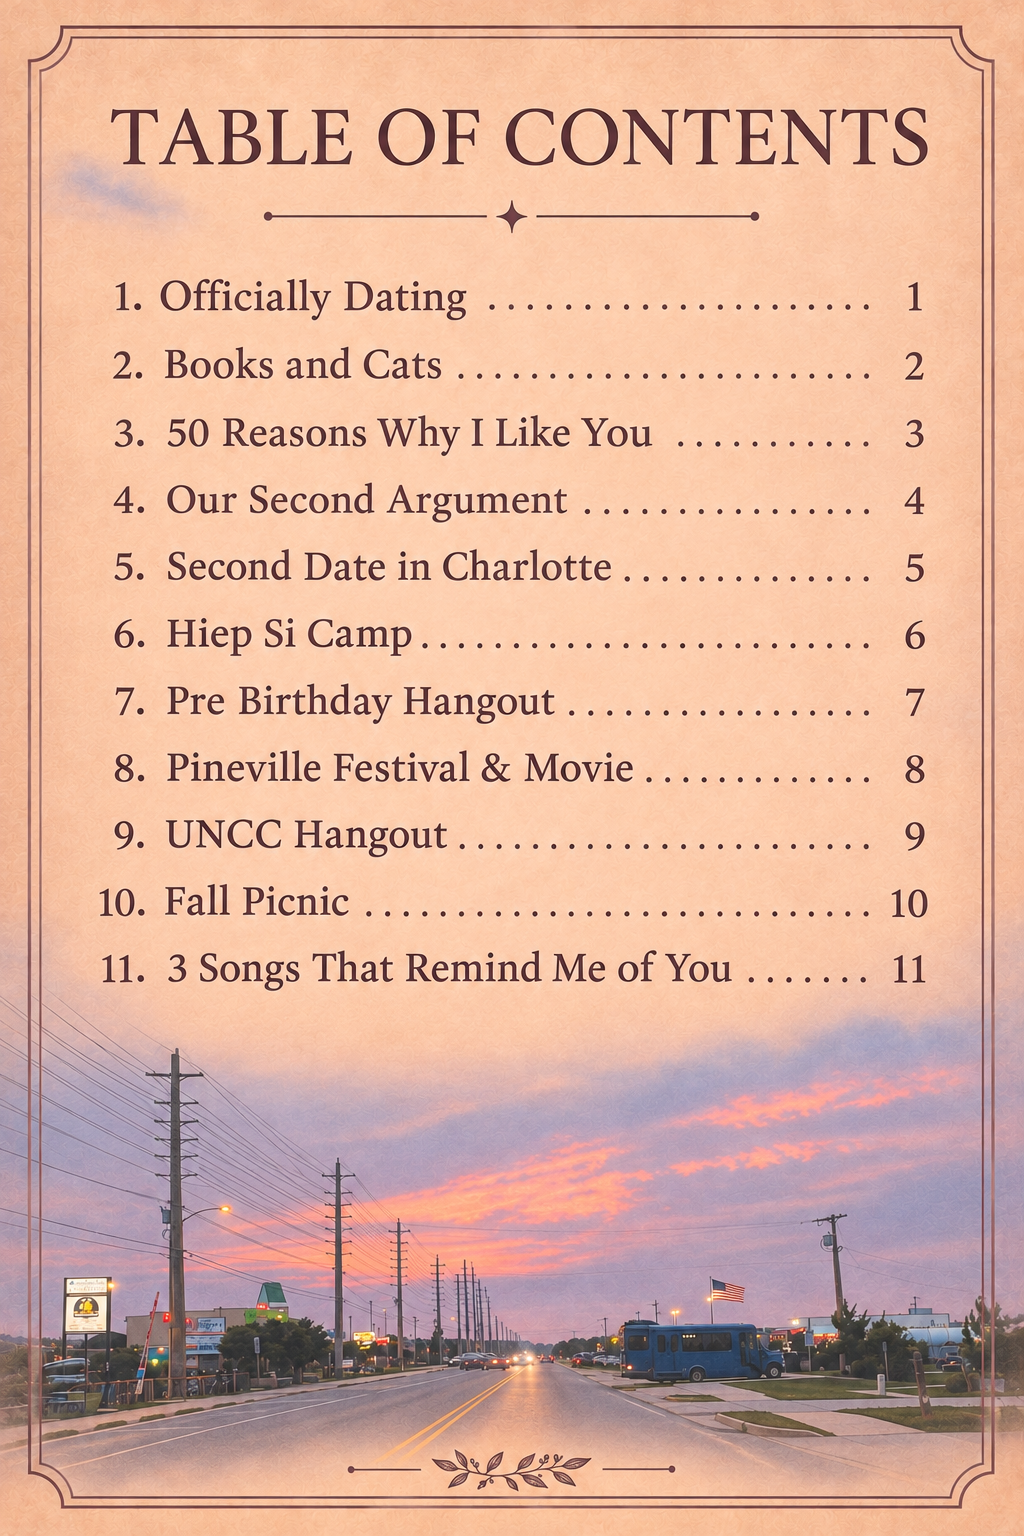 TABLE OF CONTENTS
1. Officially Dating . . . . . . . . . . . . . . . . . . . . . 1
2. Books and Cats . . . . . . . . . . . . . . . . . . . . . . . 2
3. 50 Reasons Why I Like You . . . . . . . . . . . 3
4. Our Second Argument . . . . . . . . . . . . . . . . 4
5. Second Date in Charlotte . . . . . . . . . . . . . . 5
6. Hiep Si Camp . . . . . . . . . . . . . . . . . . . . . . . . . 6
7. Pre Birthday Hangout . . . . . . . . . . . . . . . . . 7
8. Pineville Festival & Movie . . . . . . . . . . . . . 8
9. UNCC Hangout . . . . . . . . . . . . . . . . . . . . . . . 9
10. Fall Picnic . . . . . . . . . . . . . . . . . . . . . . . . . . . . 10
11. 3 Songs That Remind Me of You . . . . . . . 11